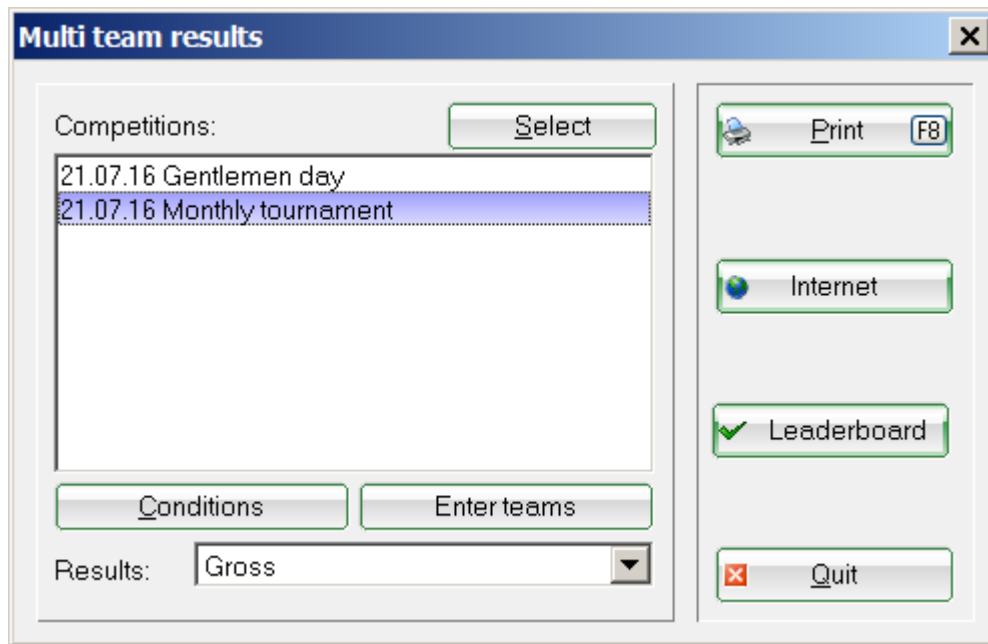 Multi team results
Competitions:
Select
21.07.16 Gentlemen day
21.07.16 Monthly tournament
Conditions
Enter teams
Results:
Gross
Print F8
Internet
Leaderboard
Quit